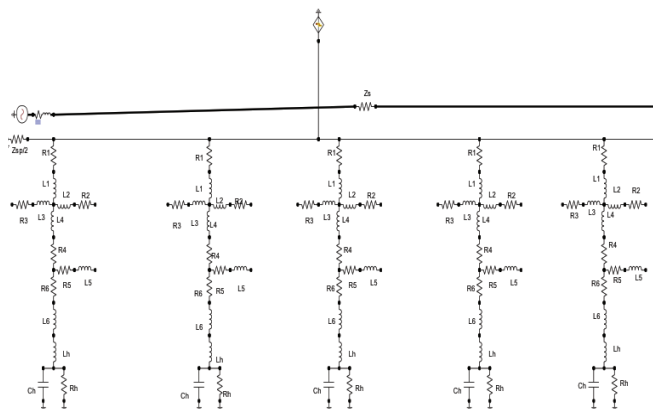 Zs
Zsp/2
R1 R1 R1 R1 R1
L1 L1 L1 L1 L1
L2 R2 L2 R2 L2 R2 L2 R2 L2 R2
R3 L3 L4 R3 L3 L4 R3 L3 L4 R3 L3 L4 R3 L3 L4
R4 R4 R4 R4 R4
R5 L5 R5 L5 R5 L5 R5 L5 R5 L5
R6 R6 R6 R6 R6
L6 L6 L6 L6 L6
Lh Lh Lh Lh Lh
Ch Rh Ch Rh Ch Rh Ch Rh Ch Rh